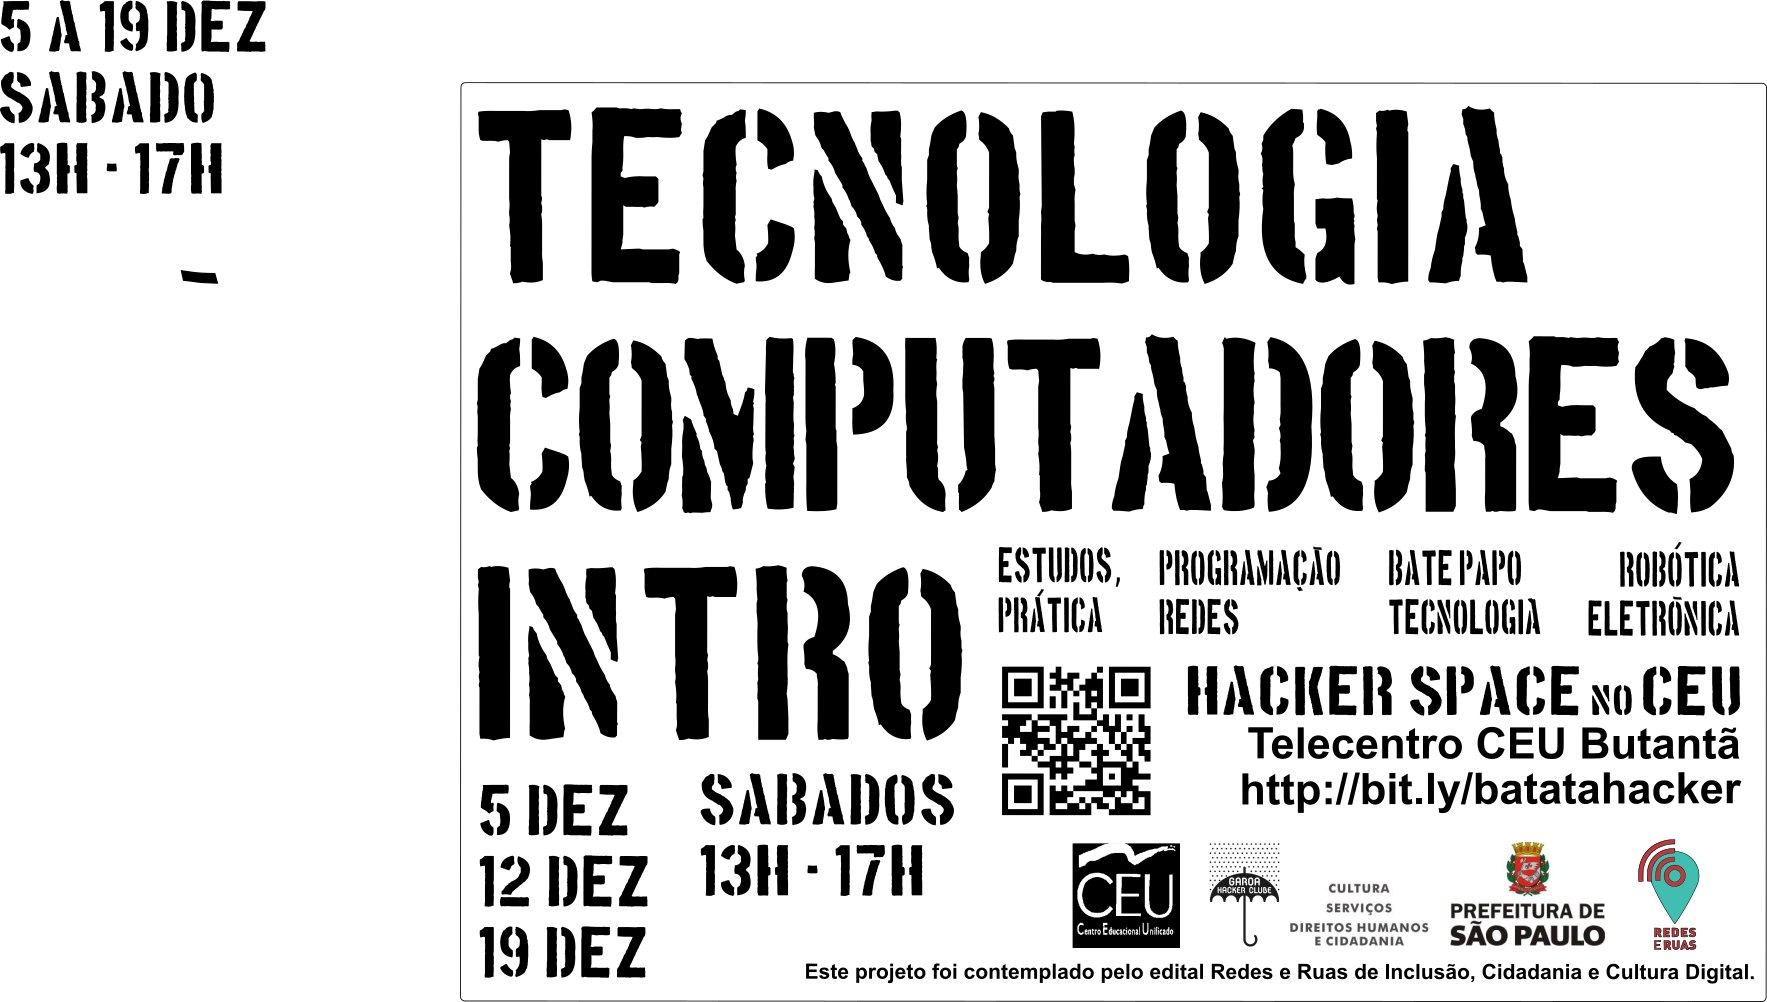 5 A 19 DEZ
SABADO
13H - 17H
TECNOLOGIA
COMPUTADORES
INTRO
ESTUDOS,
PRÁTICA
PROGRAMAÇÃO
REDES
BATE PAPO
TECNOLOGIA
ROBÓTICA
ELETRÔNICA
HACKER SPACE NO CEU
Telecentro CEU Butantã
http://bit.ly/batatahacker
5 DEZ
12 DEZ
19 DEZ
SABADOS
13H - 17H
CEU
Centro Educacional Unificado
GAROA
HACKER CLUBE
CULTURA
SERVIÇOS
DIREITOS HUMANOS
E CIDADANIA
PREFEITURA DE
SÃO PAULO
REDES
E RUAS
Este projeto foi contemplado pelo edital Redes e Ruas de Inclusão, Cidadania e Cultura Digital.